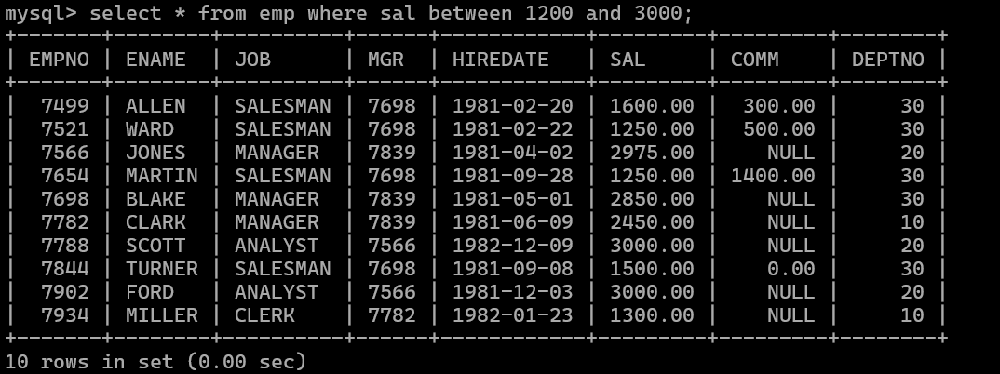 mysql> select * from emp where sal between 1200 and 3000;
+-------+--------+----------+------+------------+---------+---------+--------+
| EMPNO | ENAME  | JOB      | MGR  | HIREDATE   | SAL     | COMM    | DEPTNO |
+-------+--------+----------+------+------------+---------+---------+--------+
|  7499 | ALLEN  | SALESMAN | 7698 | 1981-02-20 | 1600.00 |  300.00 |     30 |
|  7521 | WARD   | SALESMAN | 7698 | 1981-02-22 | 1250.00 |  500.00 |     30 |
|  7566 | JONES  | MANAGER  | 7839 | 1981-04-02 | 2975.00 |    NULL |     20 |
|  7654 | MARTIN | SALESMAN | 7698 | 1981-09-28 | 1250.00 | 1400.00 |     30 |
|  7698 | BLAKE  | MANAGER  | 7839 | 1981-05-01 | 2850.00 |    NULL |     30 |
|  7782 | CLARK  | MANAGER  | 7839 | 1981-06-09 | 2450.00 |    NULL |     10 |
|  7788 | SCOTT  | ANALYST  | 7566 | 1982-12-09 | 3000.00 |    NULL |     20 |
|  7844 | TURNER | SALESMAN | 7698 | 1981-09-08 | 1500.00 |    0.00 |     30 |
|  7902 | FORD   | ANALYST  | 7566 | 1981-12-03 | 3000.00 |    NULL |     20 |
|  7934 | MILLER | CLERK    | 7782 | 1982-01-23 | 1300.00 |    NULL |     10 |
+-------+--------+----------+------+------------+---------+---------+--------+
10 rows in set (0.00 sec)